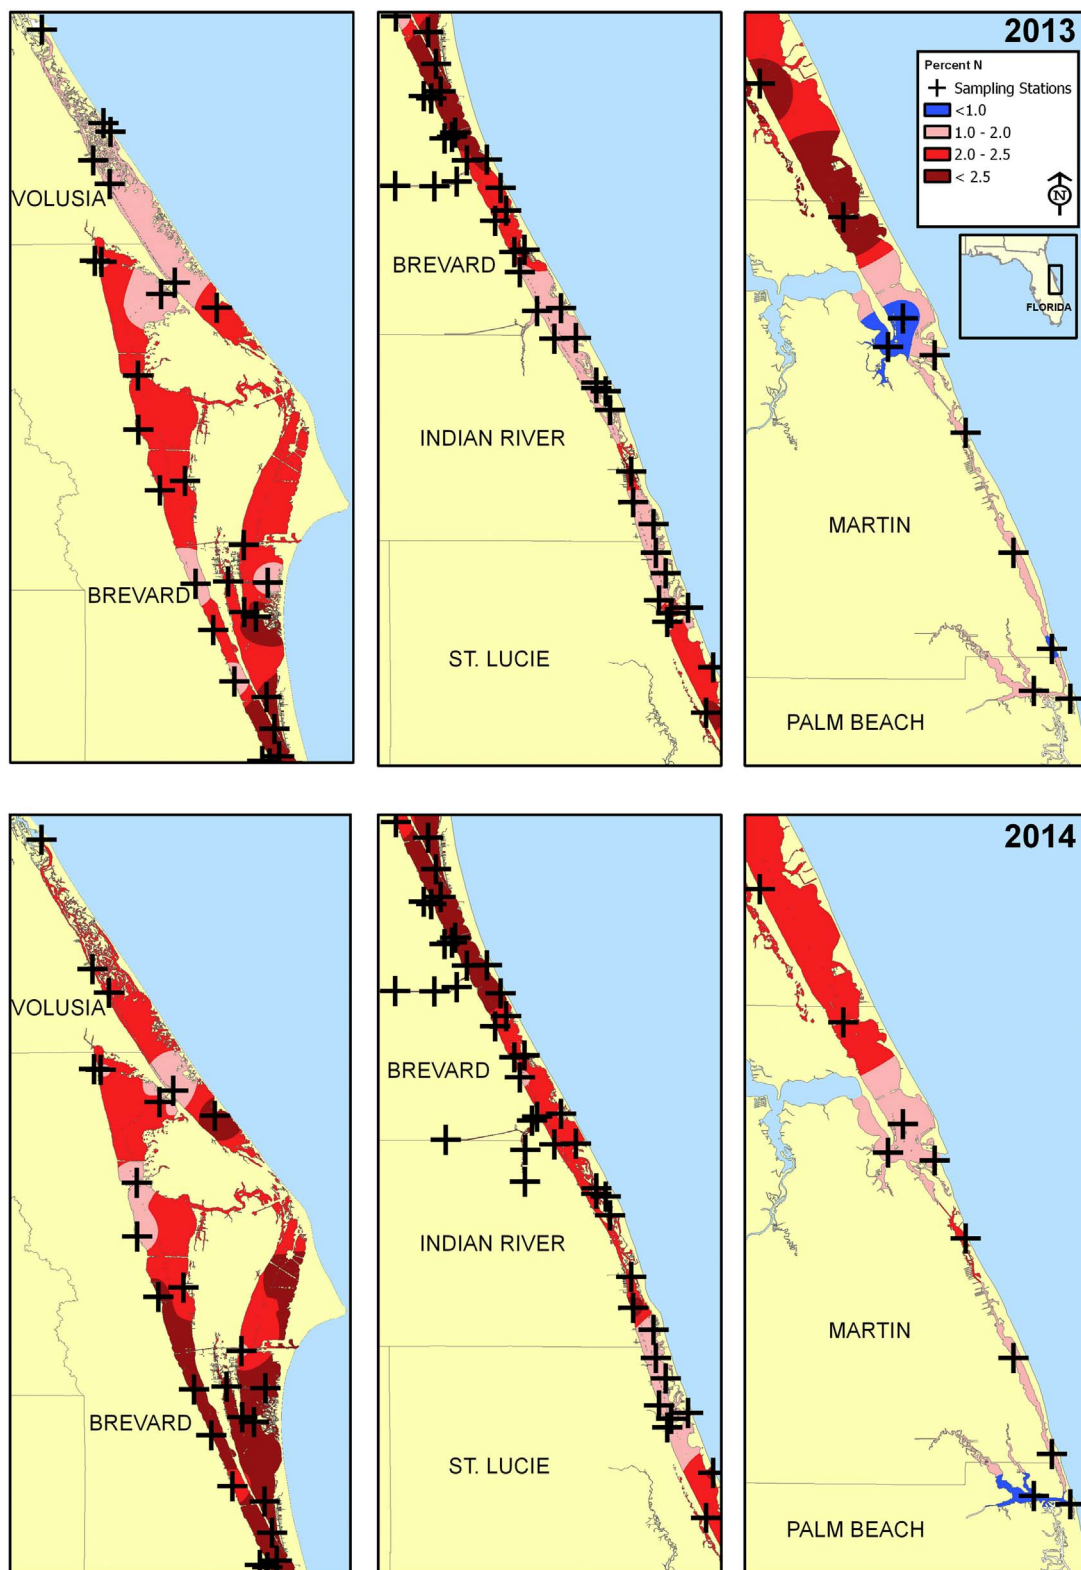 2013
Percent N
Sampling Stations
<1.0
1.0 - 2.0
2.0 - 2.5
< 2.5
N
FLORIDA
VOLUSIA
BREVARD
BREVARD
INDIAN RIVER
ST. LUCIE
MARTIN
PALM BEACH
2014
VOLUSIA
BREVARD
BREVARD
INDIAN RIVER
ST. LUCIE
MARTIN
PALM BEACH